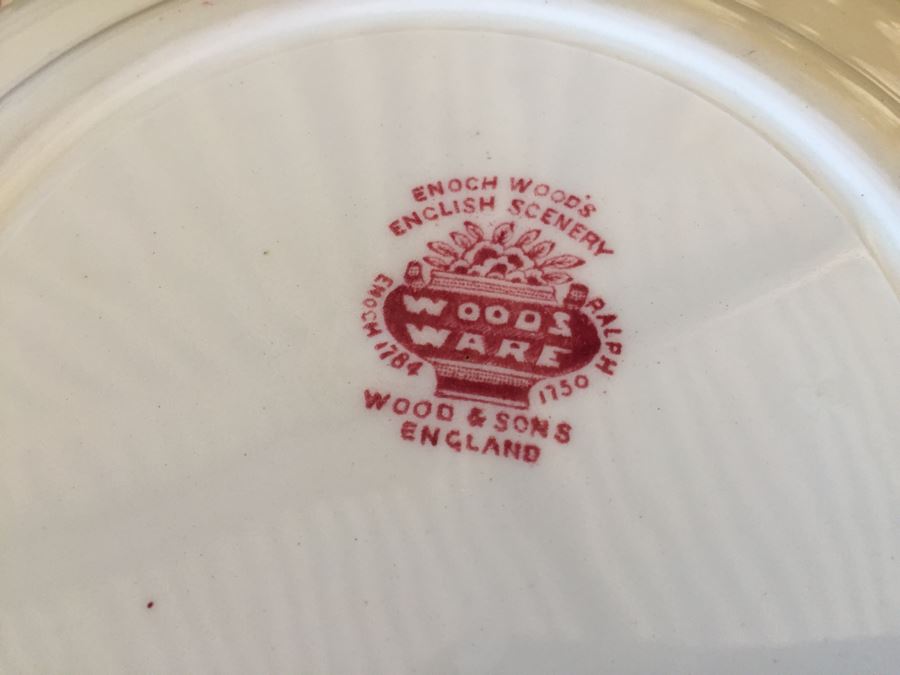 ENOCH WOOD'S
ENGLISH SCENERY
WOODS
WARE
ENOCH 1784
RALPH 1750
WOOD & SONS
ENGLAND